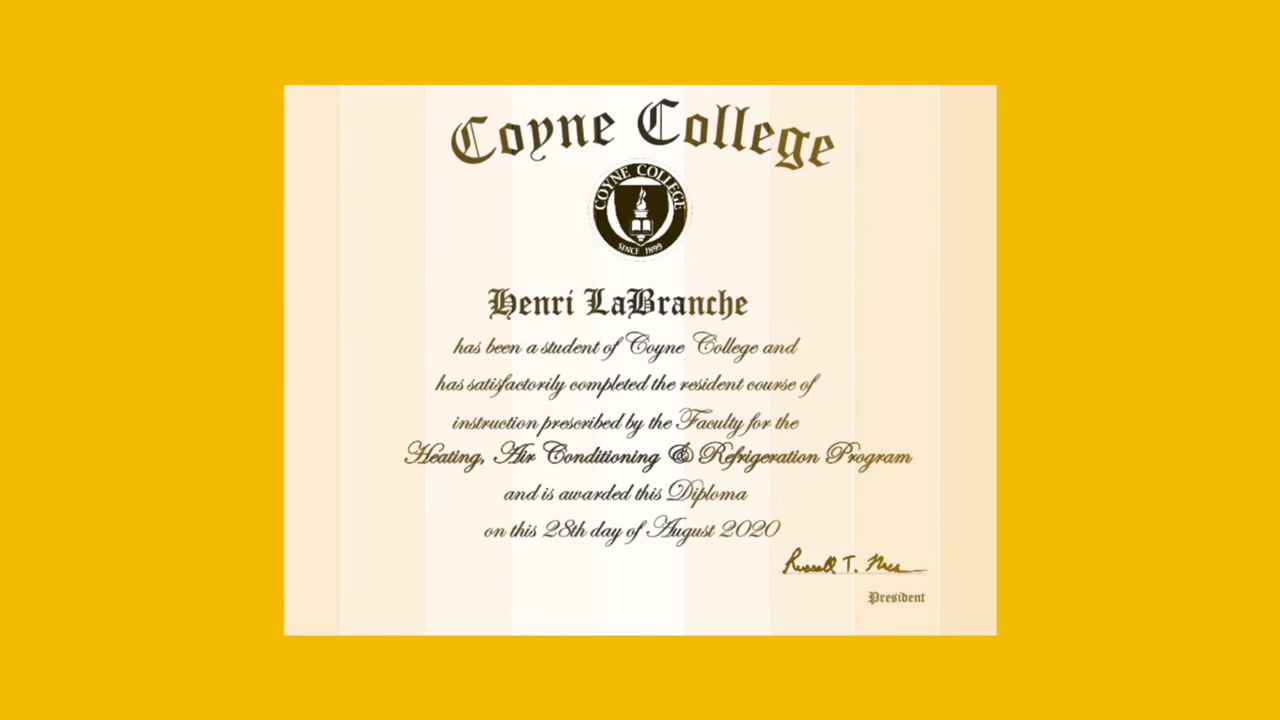 Coyne College
COYNE COLLEGE
SINCE 1899
Henri LaBranche
has been a student of Coyne College and
has satisfactorily completed the resident course of
instruction prescribed by the Faculty for the
Heating, Air Conditioning & Refrigeration Program
and is awarded this Diploma
on this 28th day of August 2020
Russell T.
President